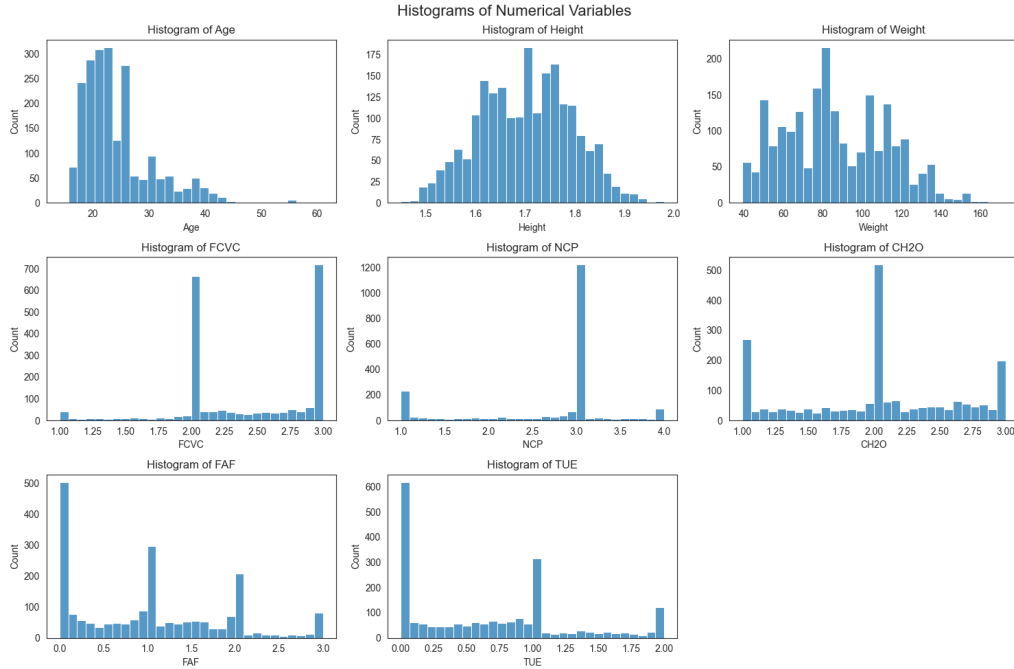 Histograms of Numerical Variables
Histogram of Age
Count
300
250
200
150
100
50
0
20 30 40 50 60
Age
Histogram of Height
Count
175
150
125
100
75
50
25
0
1.5 1.6 1.7 1.8 1.9 2.0
Height
Histogram of Weight
Count
200
150
100
50
0
40 60 80 100 120 140 160
Weight
Histogram of FCVC
Count
700
600
500
400
300
200
100
0
1.00 1.25 1.50 1.75 2.00 2.25 2.50 2.75 3.00
FCVC
Histogram of NCP
Count
1200
1000
800
600
400
200
0
1.0 1.5 2.0 2.5 3.0 3.5 4.0
NCP
Histogram of CH2O
Count
500
400
300
200
100
0
1.00 1.25 1.50 1.75 2.00 2.25 2.50 2.75 3.00
CH2O
Histogram of FAF
Count
500
400
300
200
100
0
0.0 0.5 1.0 1.5 2.0 2.5 3.0
FAF
Histogram of TUE
Count
600
500
400
300
200
100
0
0.00 0.25 0.50 0.75 1.00 1.25 1.50 1.75 2.00
TUE